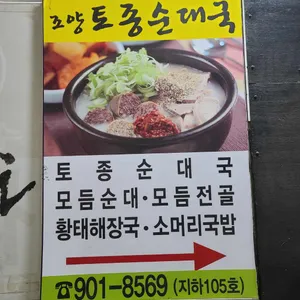 조양 토종순대국
토종순대국
모듬순대·모듬전골
황태해장국·소머리국밥
☎901-8569 (지하105호)